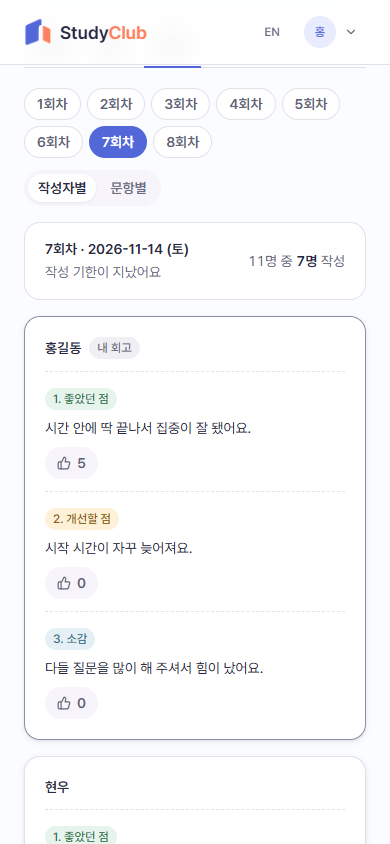 StudyClub
EN
홍
1회차
2회차
3회차
4회차
5회차
6회차
7회차
8회차
작성자별
문항별
7회차 · 2026-11-14 (토)
작성 기한이 지났어요
11명 중 7명 작성
홍길동
내 회고
1. 좋았던 점
시간 안에 딱 끝나서 집중이 잘 됐어요.
5
2. 개선할 점
시작 시간이 자꾸 늦어져요.
0
3. 소감
다들 질문을 많이 해 주셔서 힘이 났어요.
0
현우
1. 좋았던 점